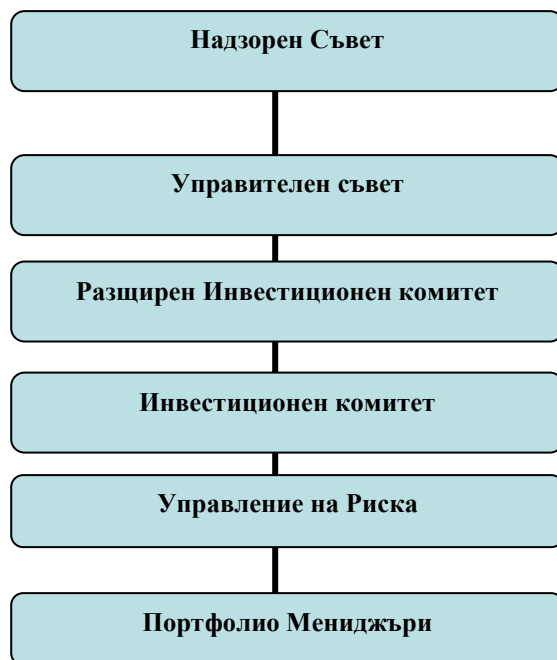 Надзорен Съвет
Управителен съвет
Разщирен Инвестиционен комитет
Инвестиционен комитет
Управление на Риска
Портфолио Мениджъри